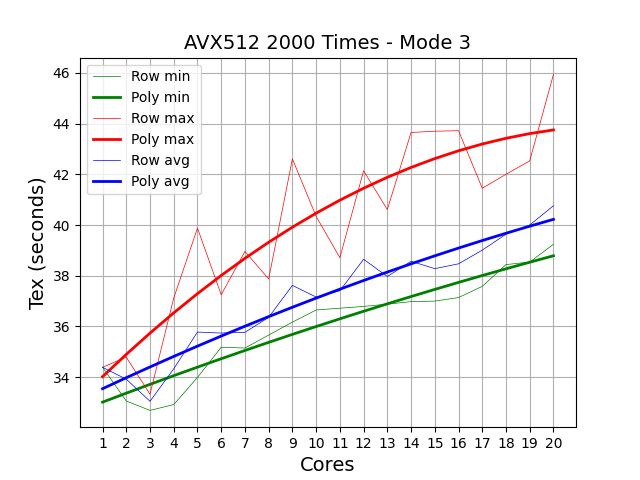 AVX512 2000 Times - Mode 3
Row min
Poly min
Row max
Poly max
Row avg
Poly avg
46
44
42
40
38
36
34
Tex (seconds)
1 2 3 4 5 6 7 8 9 10 11 12 13 14 15 16 17 18 19 20
Cores